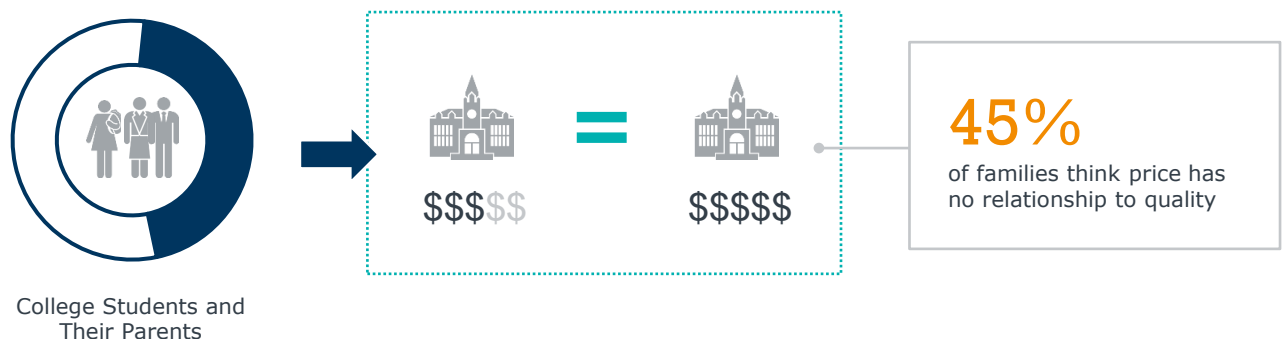 $$$$$
$$$$$
45%
of families think price has
no relationship to quality
College Students and
Their Parents